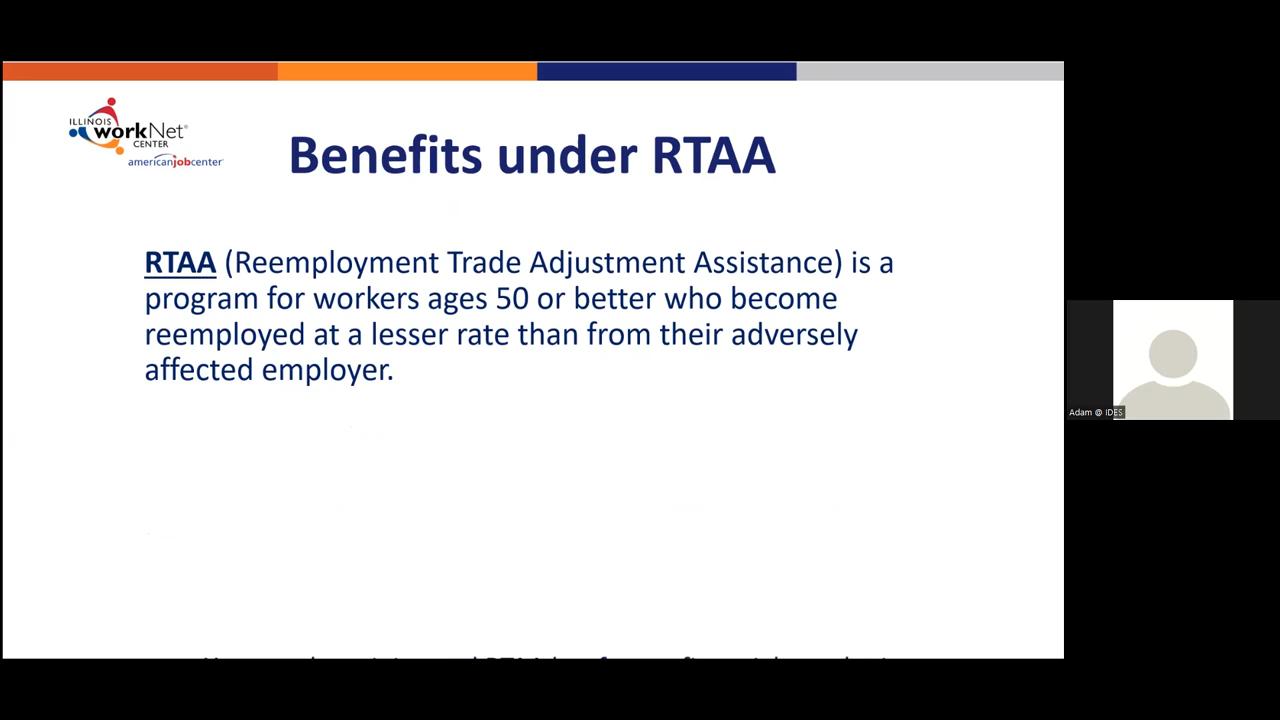 ILLINOIS
workNet®
CENTER
americanjobcenter
Benefits under RTAA
RTAA (Reemployment Trade Adjustment Assistance) is a
program for workers ages 50 or better who become
reemployed at a lesser rate than from their adversely
affected employer.
Adam @ IDES